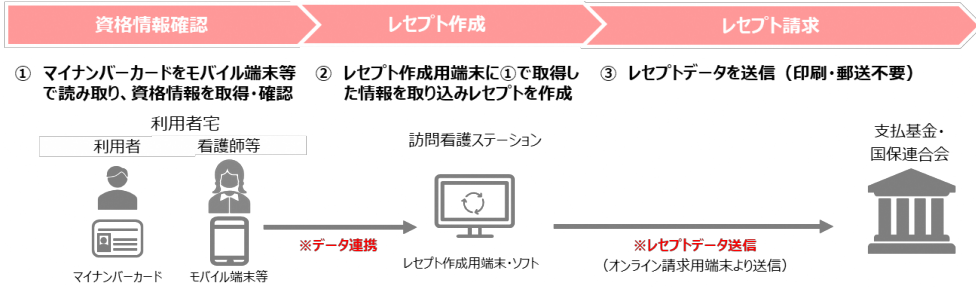 資格情報確認
レセプト作成
レセプト請求
① マイナンバーカードをモバイル端末等
で読み取り、資格情報を取得・確認
② レセプト作成用端末に①で取得し
た情報を取り込みレセプトを作成
③ レセプトデータを送信（印刷・郵送不要）
利用者宅
利用者
看護師等
訪問看護ステーション
支払基金・
国保連合会
※データ連携
※レセプトデータ送信
（オンライン請求用端末より送信）
マイナンバーカード
モバイル端末等
レセプト作成用端末・ソフト